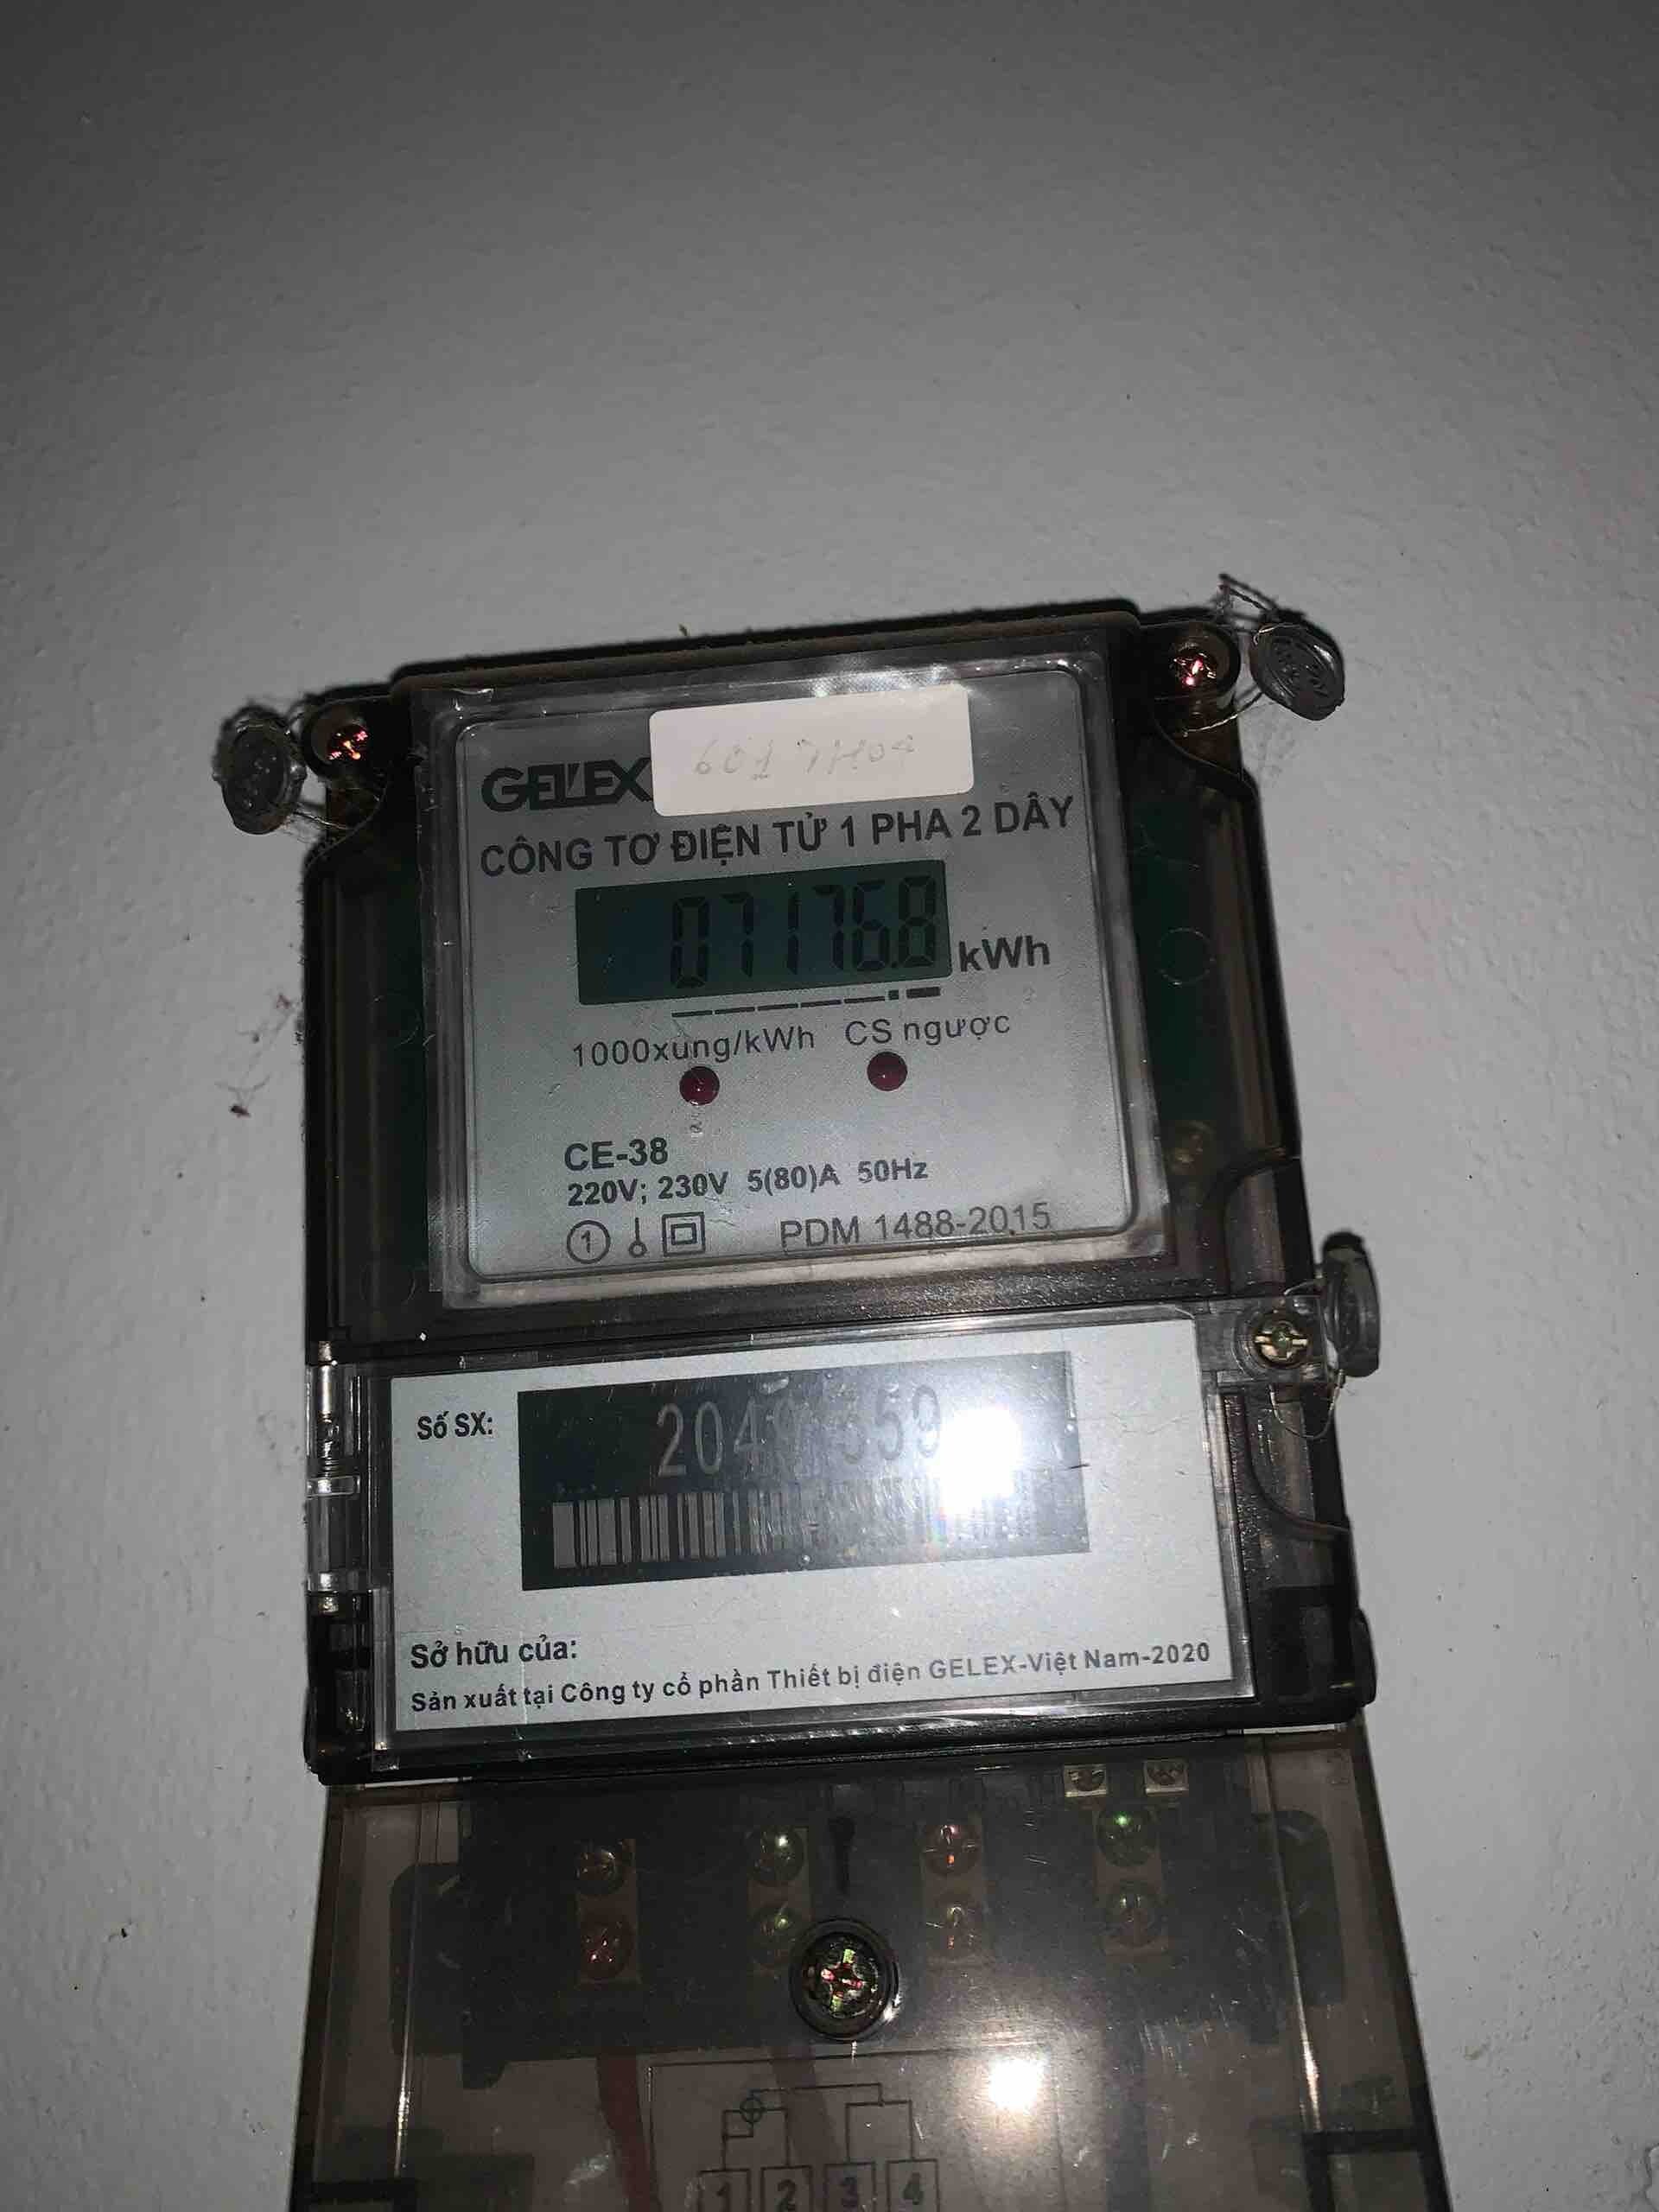 GELEX
CÔNG TƠ ĐIỆN TỬ 1 PHA 2 DÂY
07176.8 kWh
1000xung/kWh CS ngược
CE-38
220V; 230V 5(80)A 50Hz
1 PDM 1488-2015
Số SX:
Sở hữu của:
Sản xuất tại Công ty cổ phần Thiết bị điện GELEX-Việt Nam-2020
1 2 3 4